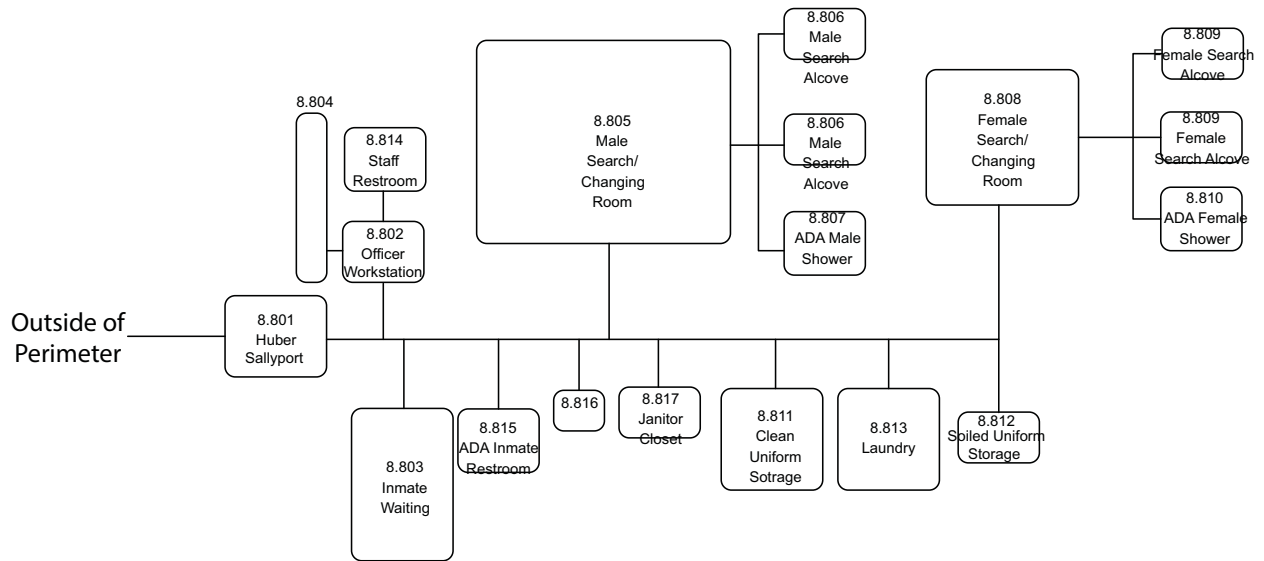 8.806
Male
Search
Alcove
8.809
Female Search
Alcove
8.804
8.814
Staff
Restroom
8.805
Male
Search/
Changing
Room
8.808
Female
Search/
Changing
Room
8.806
Male
Search
Alcove
8.809
Female
Search Alcove
8.807
ADA Male
Shower
8.810
ADA Female
Shower
8.802
Officer
Workstation
Outside of
Perimeter
8.801
Huber
Sallyport
8.803
Inmate
Waiting
8.815
ADA Inmate
Restroom
8.816
8.817
Janitor
Closet
8.811
Clean
Uniform
Sotrage
8.813
Laundry
8.812
Soiled Uniform
Storage